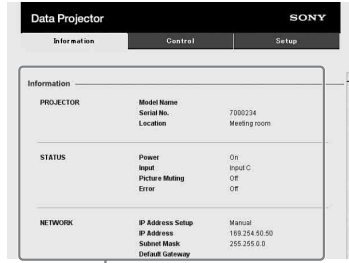 Data Projector SONY
Information Control Setup
Information
PROJECTOR Model Name
Serial No. 7000234
Location Meeting room
STATUS Power On
Input Input C
Picture Muting Off
Error Off
NETWORK IP Address Setup Manual
IP Address 169.254.50.50
Subnet Mask 255.255.0.0
Default Gateway